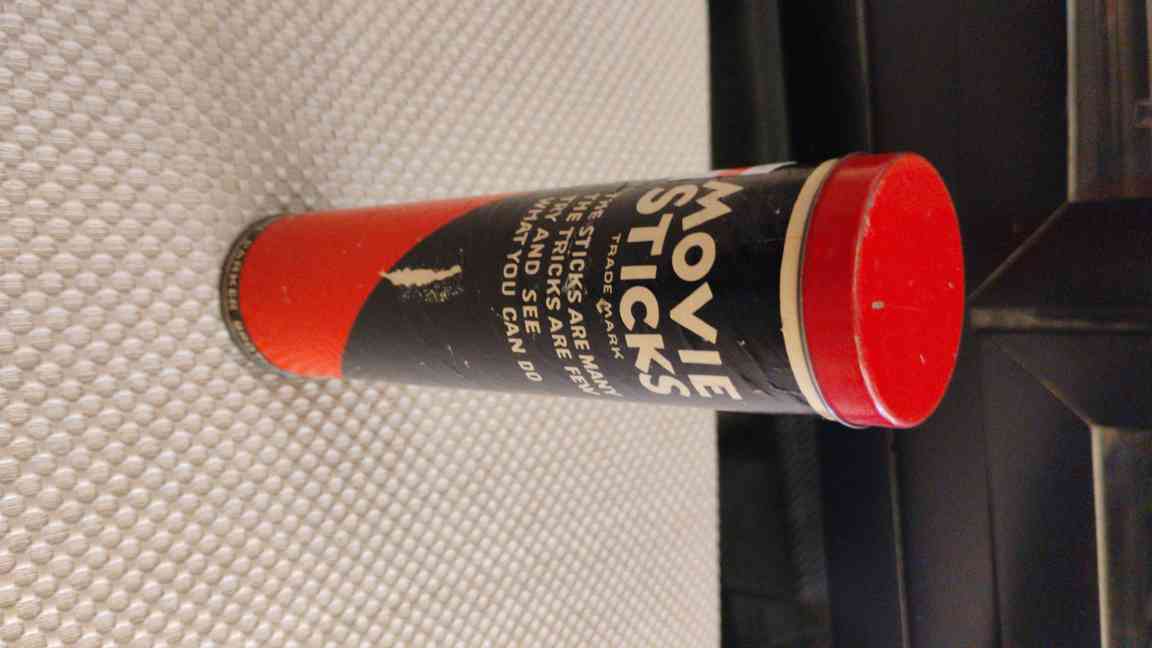 MOVIE
STICKS
TRADE MARK
THE STICKS ARE MANY
THE TRICKS ARE FEW
TRY AND SEE
WHAT YOU CAN DO
PARKER